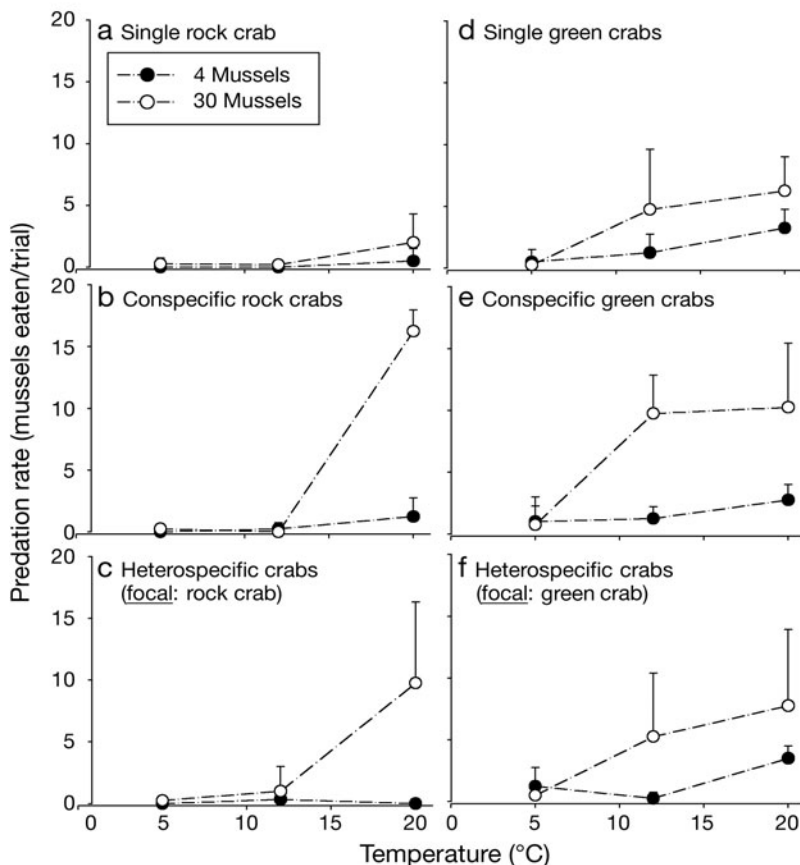 a Single rock crab
4 Mussels
30 Mussels
20
15
10
5
0
d Single green crabs
b Conspecific rock crabs
20
15
10
5
0
e Conspecific green crabs
c Heterospecific crabs
(focal: rock crab)
20
15
10
5
0
0 5 10 15 20
f Heterospecific crabs
(focal: green crab)
0 5 10 15 20
Predation rate (mussels eaten/trial)
Temperature (°C)